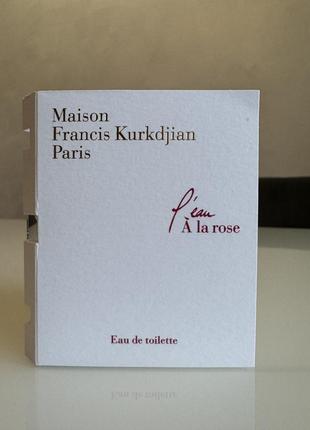 Maison
Francis Kurkdjian
Paris
l'eau
À la rose
Eau de toilette